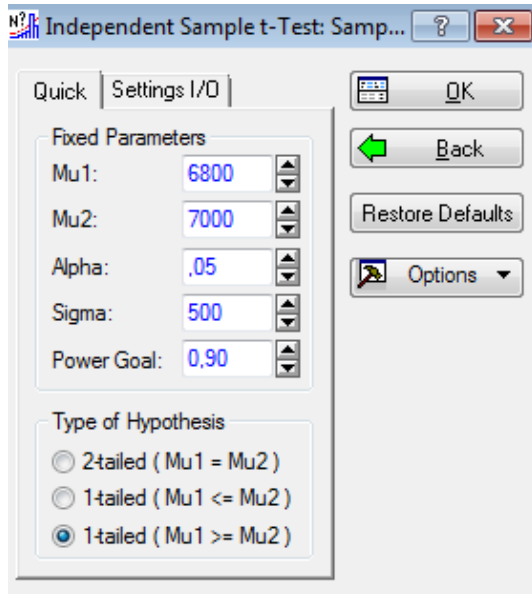 Independent Sample t-Test: Samp...
Quick
Settings I/O
Fixed Parameters
Mu1: 6800
Mu2: 7000
Alpha: ,05
Sigma: 500
Power Goal: 0,90
Type of Hypothesis
2-tailed ( Mu1 = Mu2 )
1-tailed ( Mu1 <= Mu2 )
1-tailed ( Mu1 >= Mu2 )
OK
Back
Restore Defaults
Options